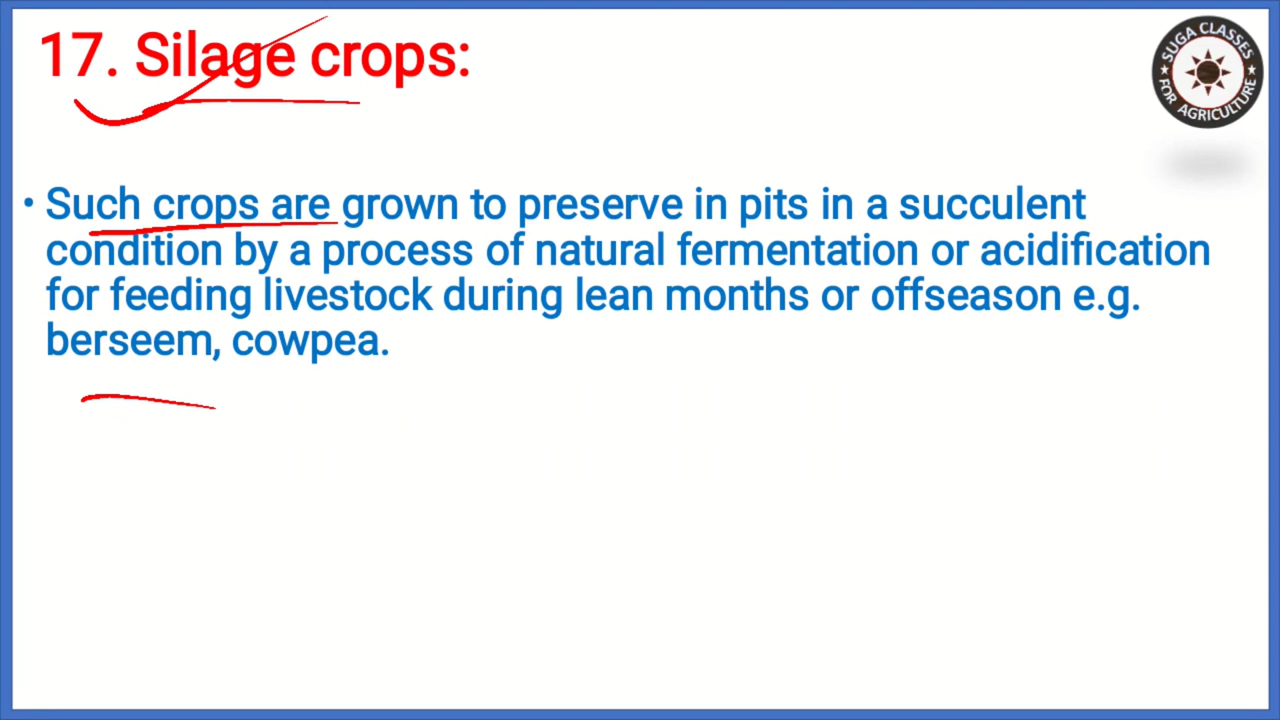 17. Silage crops:
SUGA CLASSES
FOR AGRICULTURE
• Such crops are grown to preserve in pits in a succulent
condition by a process of natural fermentation or acidification
for feeding livestock during lean months or offseason e.g.
berseem, cowpea.